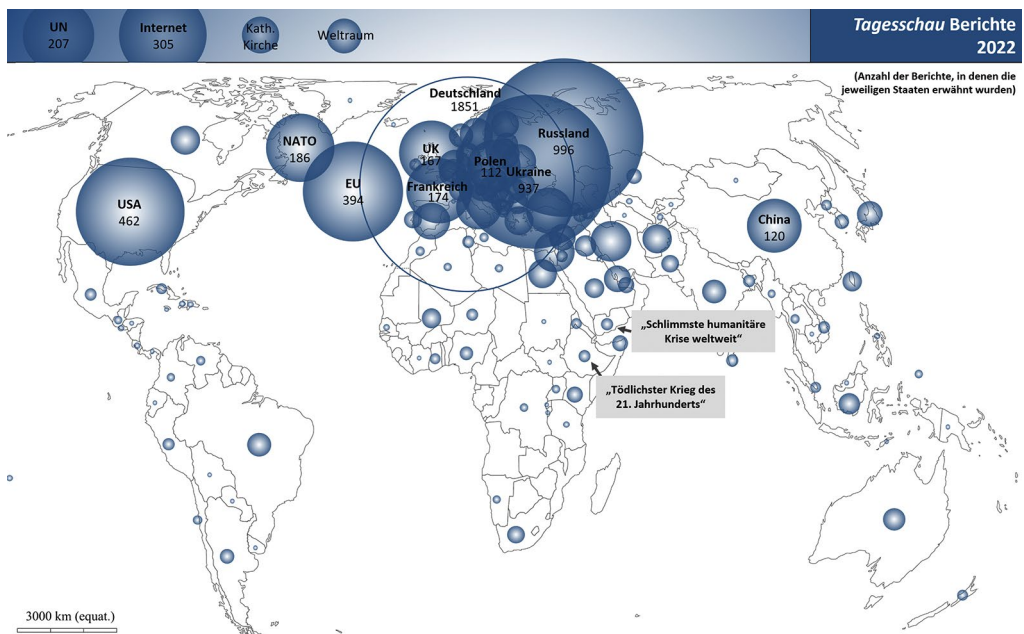 UN
207
Internet
305
Kath.
Kirche
Weltraum
Tagesschau Berichte
2022
(Anzahl der Berichte, in denen die
jeweiligen Staaten erwähnt wurden)
Deutschland
1851
Russland
996
NATO
186
UK
167
Polen
112
Ukraine
937
EU
394
Frankreich
174
USA
462
China
120
„Schlimmste humanitäre
Krise weltweit“
„Tödlichster Krieg des
21. Jahrhunderts“
3000 km (equat.)